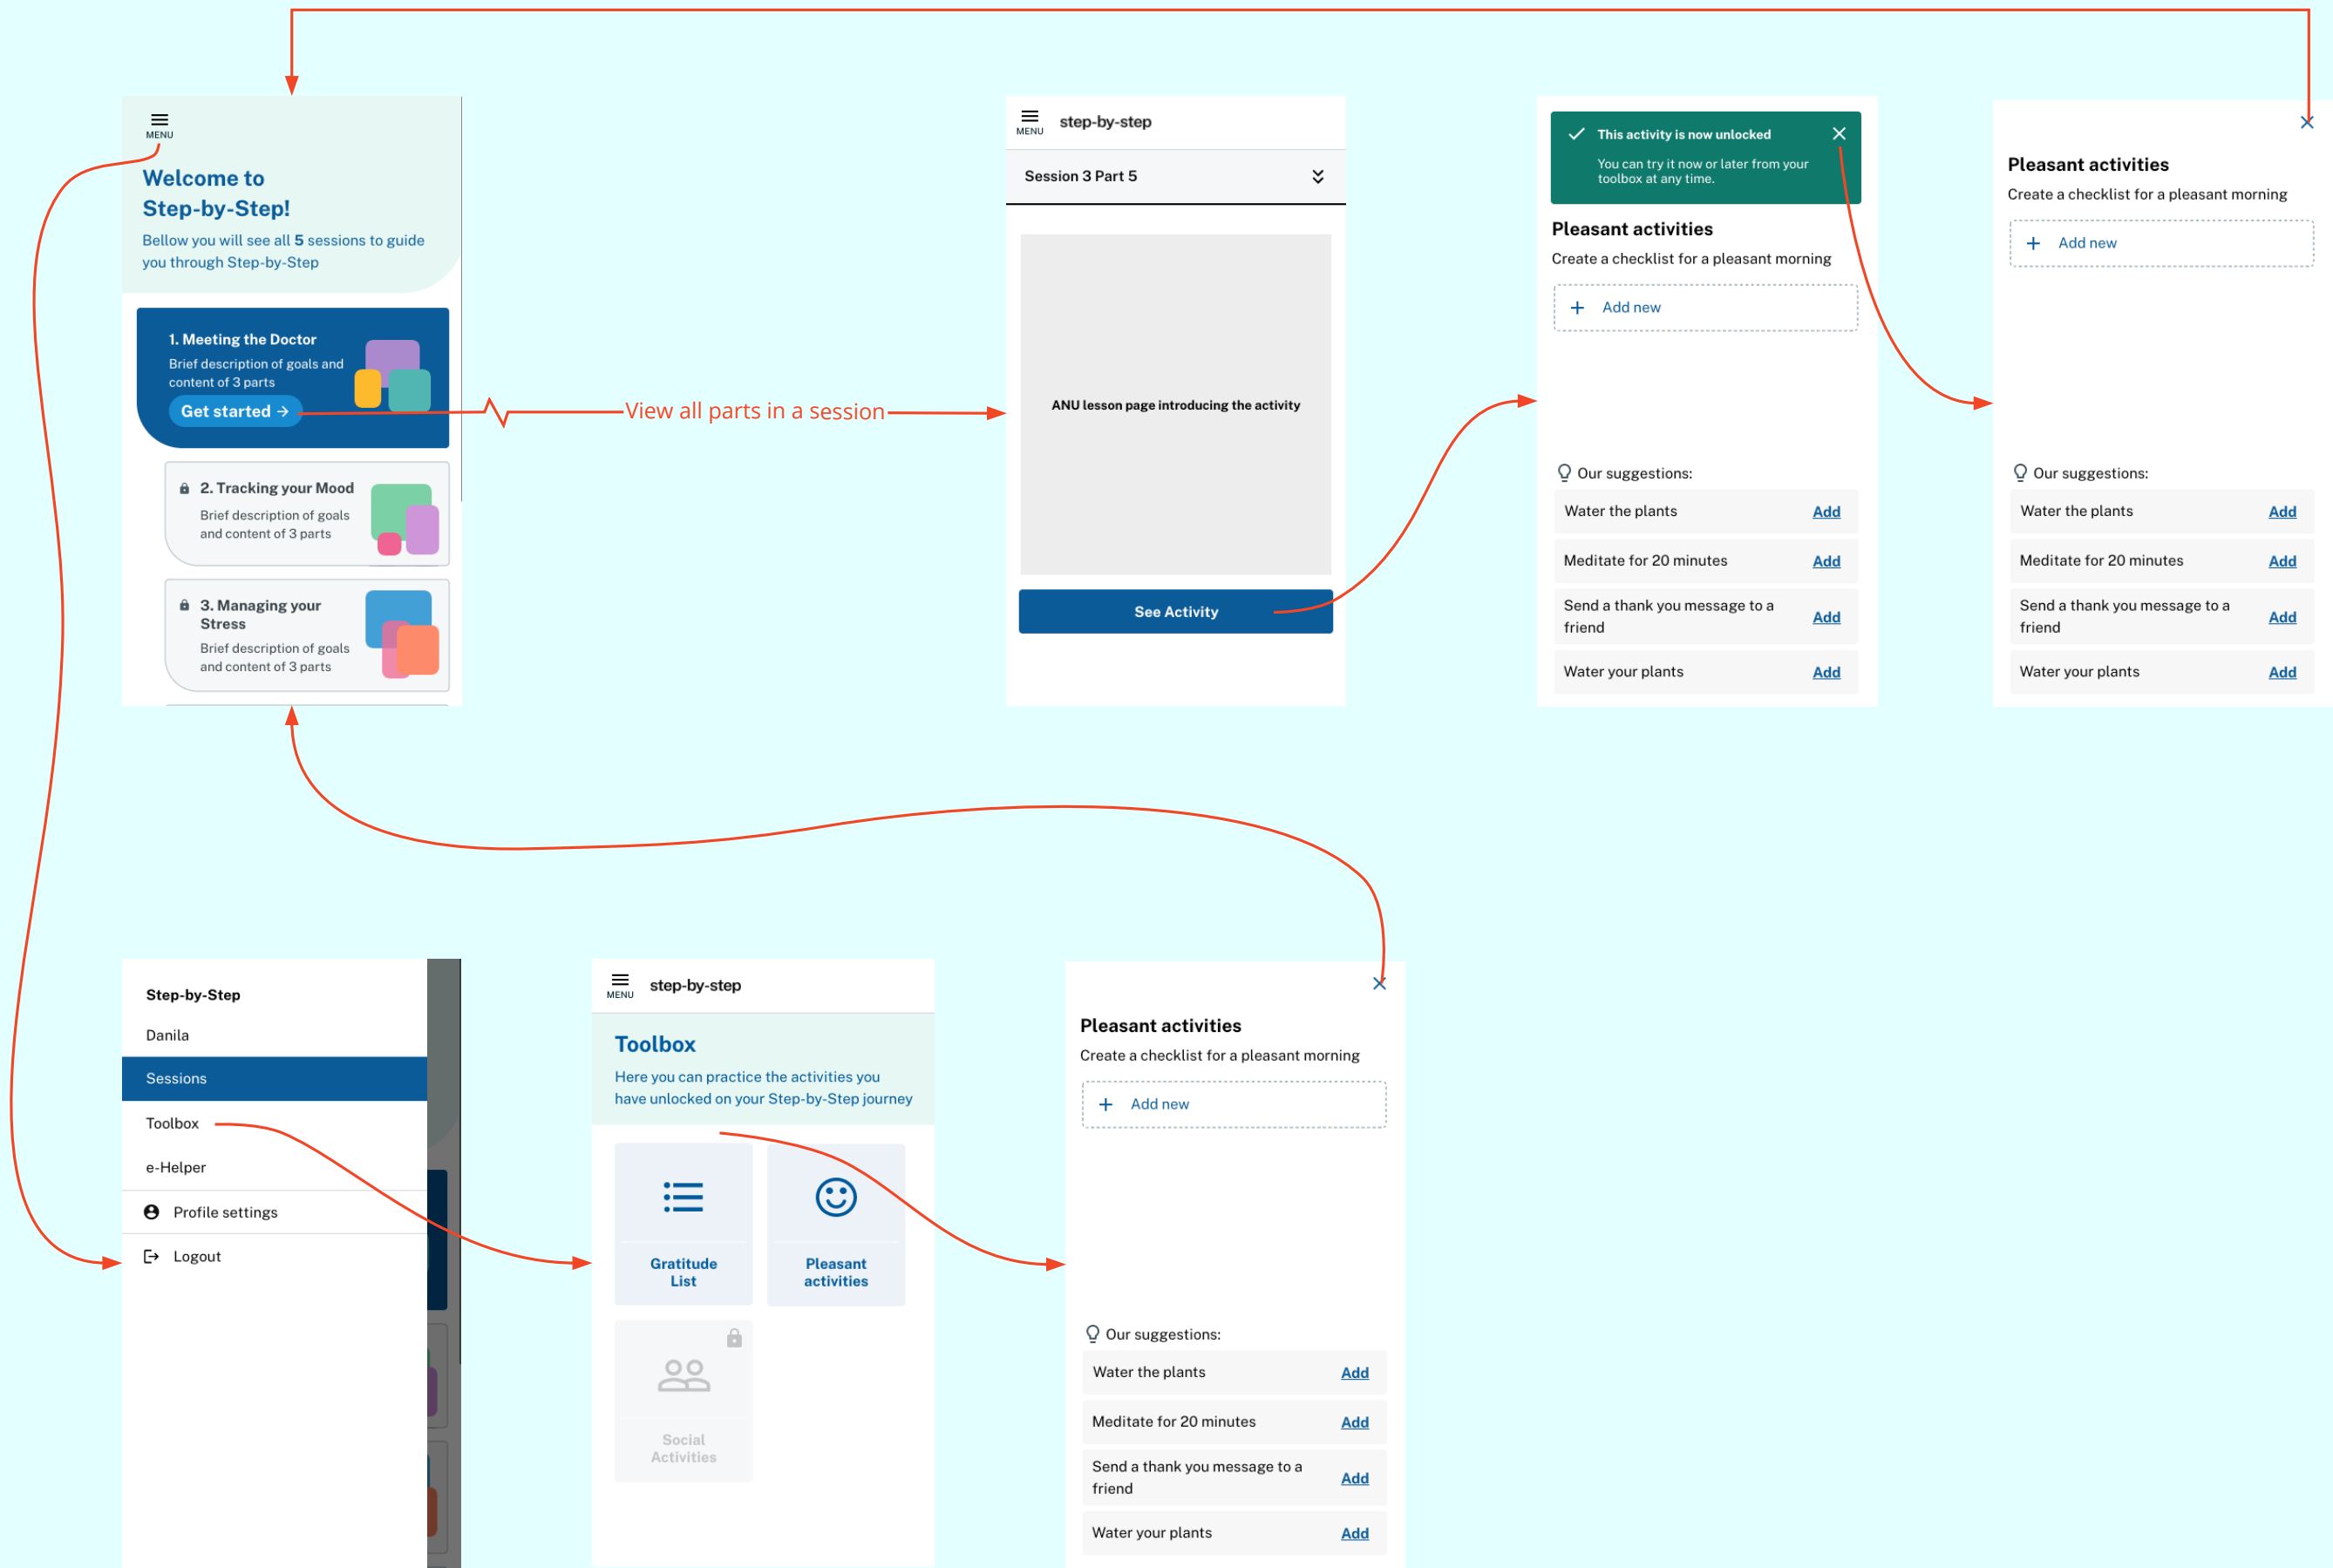 MENU
Welcome to
Step-by-Step!
Bellow you will see all 5 sessions to guide
you through Step-by-Step
1. Meeting the Doctor
Brief description of goals and
content of 3 parts
Get started →
2. Tracking your Mood
Brief description of goals
and content of 3 parts
3. Managing your
Stress
Brief description of goals
and content of 3 parts
View all parts in a session
MENU
step-by-step
Session 3 Part 5
ANU lesson page introducing the activity
See Activity
This activity is now unlocked
You can try it now or later from your
toolbox at any time.
Pleasant activities
Create a checklist for a pleasant morning
+ Add new
Our suggestions:
Water the plants Add
Meditate for 20 minutes Add
Send a thank you message to a
friend Add
Water your plants Add
Pleasant activities
Create a checklist for a pleasant morning
+ Add new
Our suggestions:
Water the plants Add
Meditate for 20 minutes Add
Send a thank you message to a
friend Add
Water your plants Add
Step-by-Step
Danila
Sessions
Toolbox
e-Helper
Profile settings
Logout
MENU
step-by-step
Toolbox
Here you can practice the activities you
have unlocked on your Step-by-Step journey
Gratitude
List
Pleasant
activities
Social
Activities
Pleasant activities
Create a checklist for a pleasant morning
+ Add new
Our suggestions:
Water the plants Add
Meditate for 20 minutes Add
Send a thank you message to a
friend Add
Water your plants Add